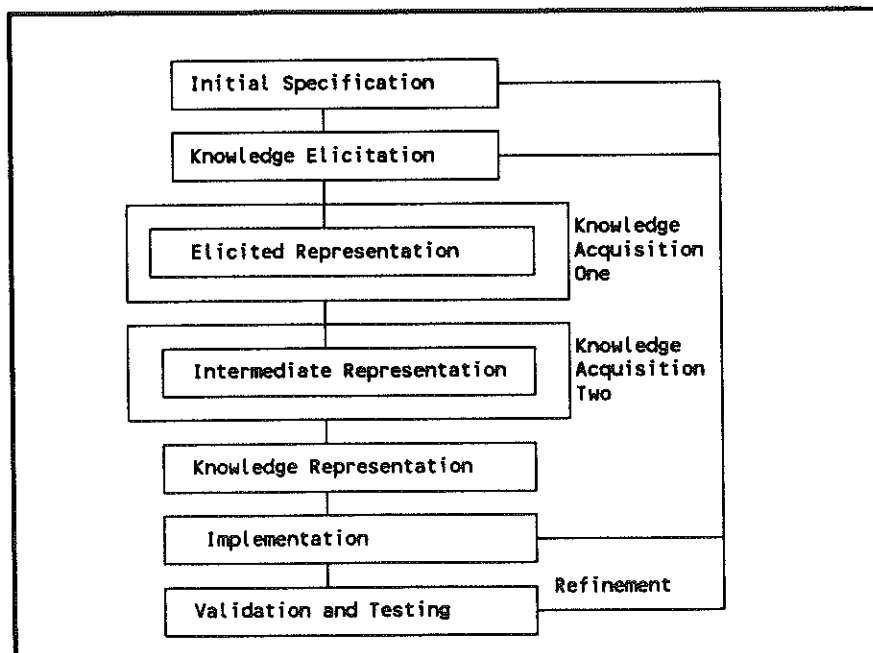 Initial Specification
Knowledge Elicitation
Elicited Representation
Knowledge
Acquisition
One
Intermediate Representation
Knowledge
Acquisition
Two
Knowledge Representation
Implementation
Refinement
Validation and Testing